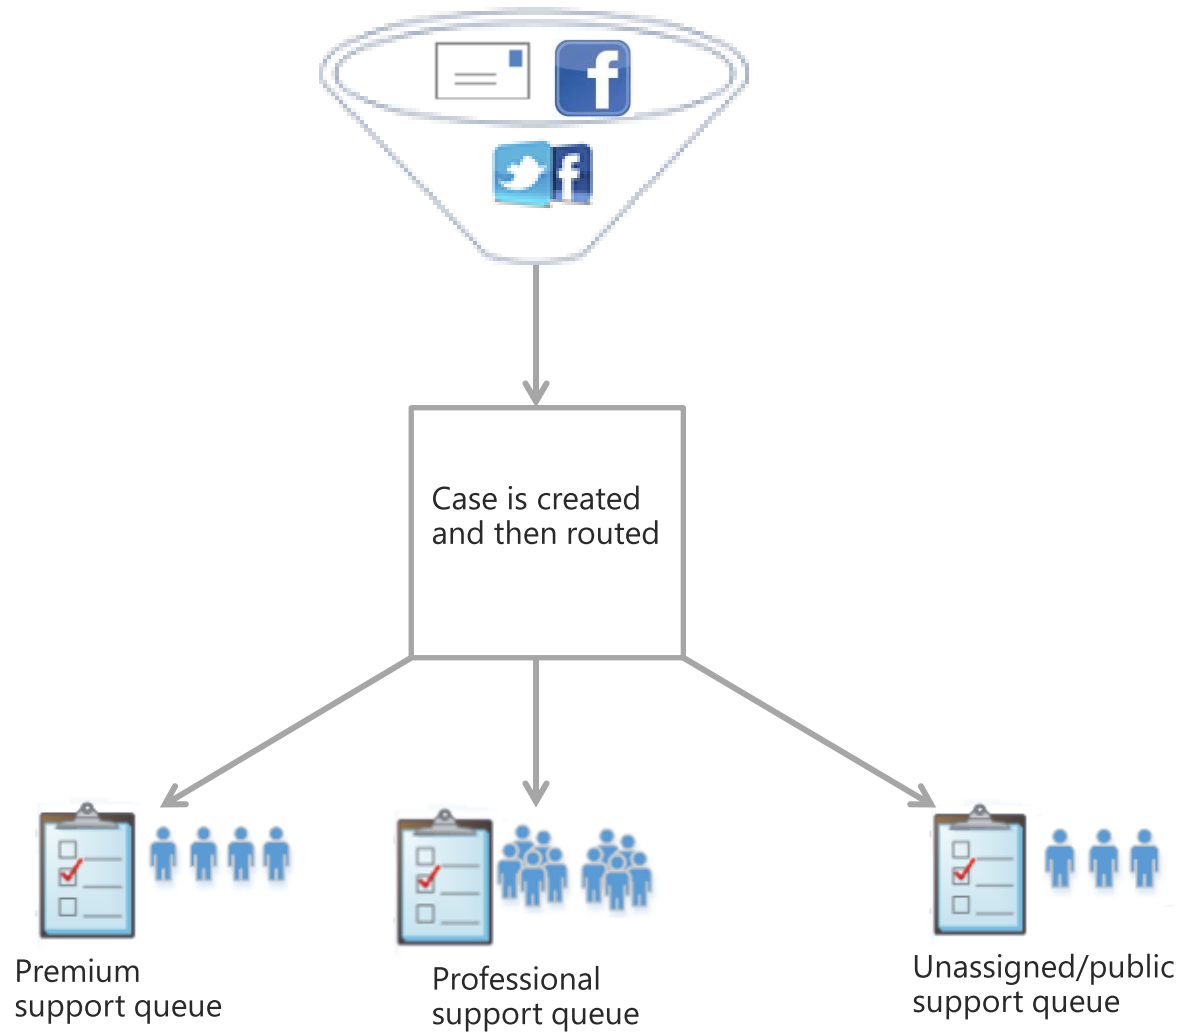 Case is created
and then routed
Premium
support queue
Professional
support queue
Unassigned/public
support queue